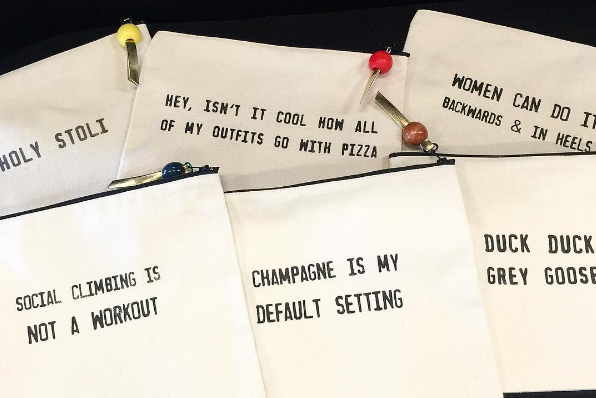 HOLY STOLI
HEY, ISN'T IT COOL HOW ALL
OF MY OUTFITS GO WITH PIZZA
WOMEN CAN DO IT
BACKWARDS & IN HEELS
SOCIAL CLIMBING IS
NOT A WORKOUT
CHAMPAGNE IS MY
DEFAULT SETTING
DUCK DUCK
GREY GOOSE